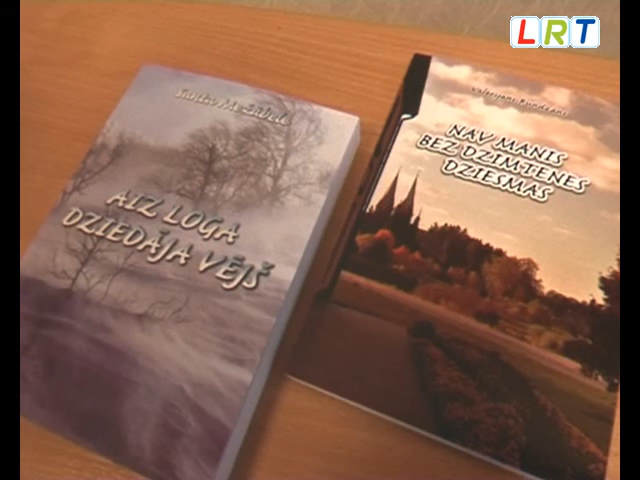 LRT
AIZ LOGA
DZIEDĀJA VĒJŠ
NAV MANIS
BEZ DZIMTENES
DZIESMAS